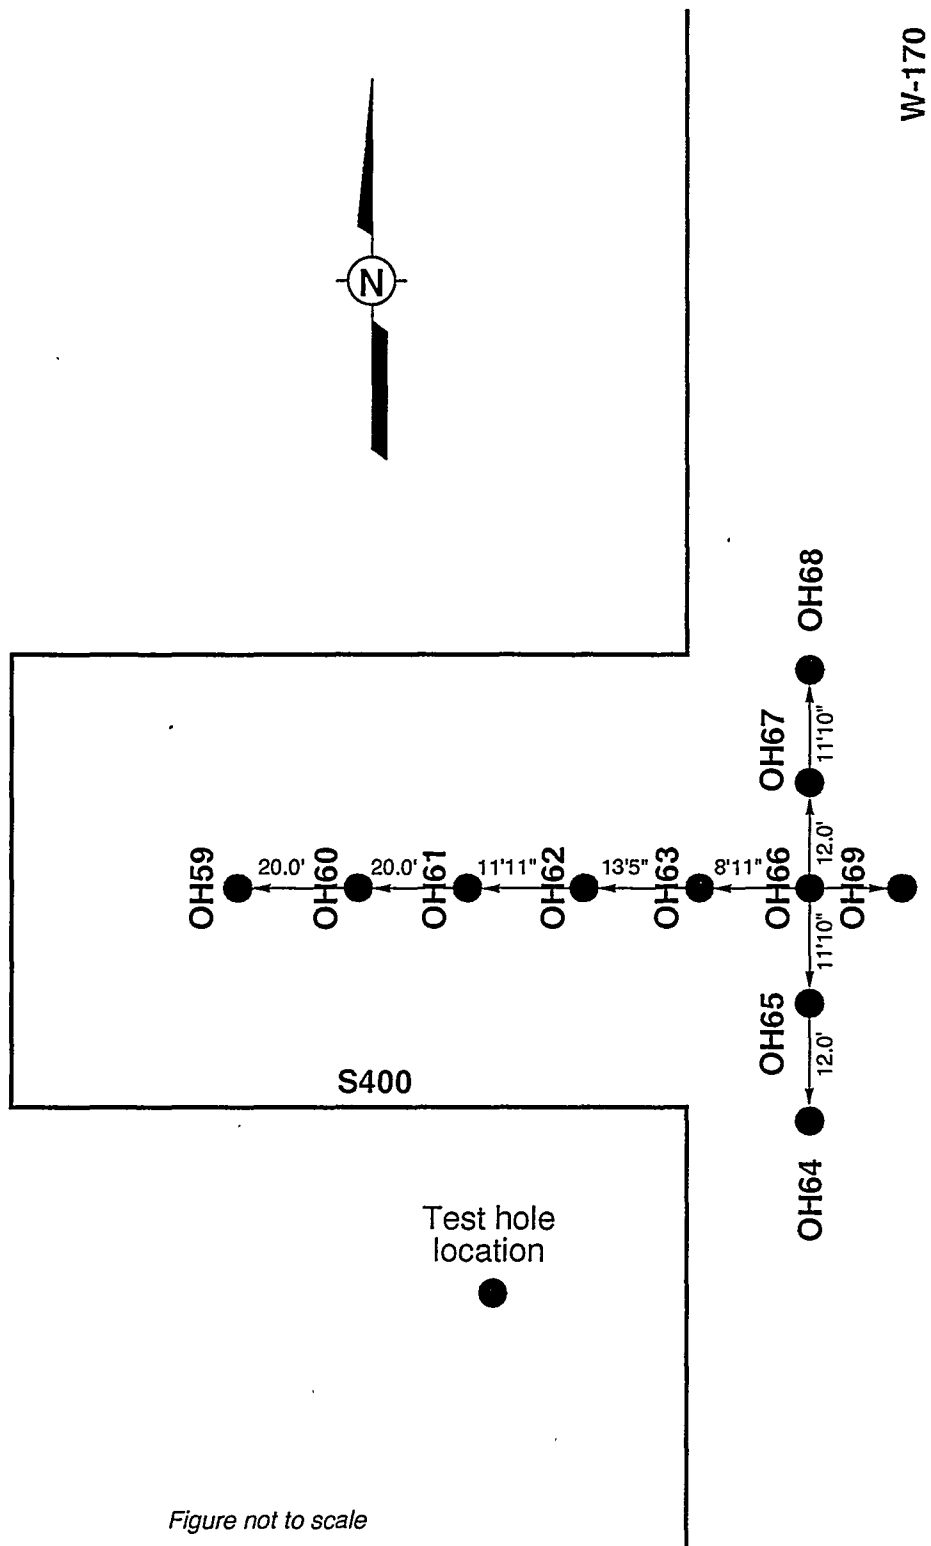 W-170
N
OH68
11'10"
OH67
12.0'
OH59
20.0'
OH60
20.0'
OH61
11'11"
OH62
13'5"
OH63
8'11"
OH66
OH69
11'10"
OH65
12.0'
OH64
S400
Test hole
location
Figure not to scale